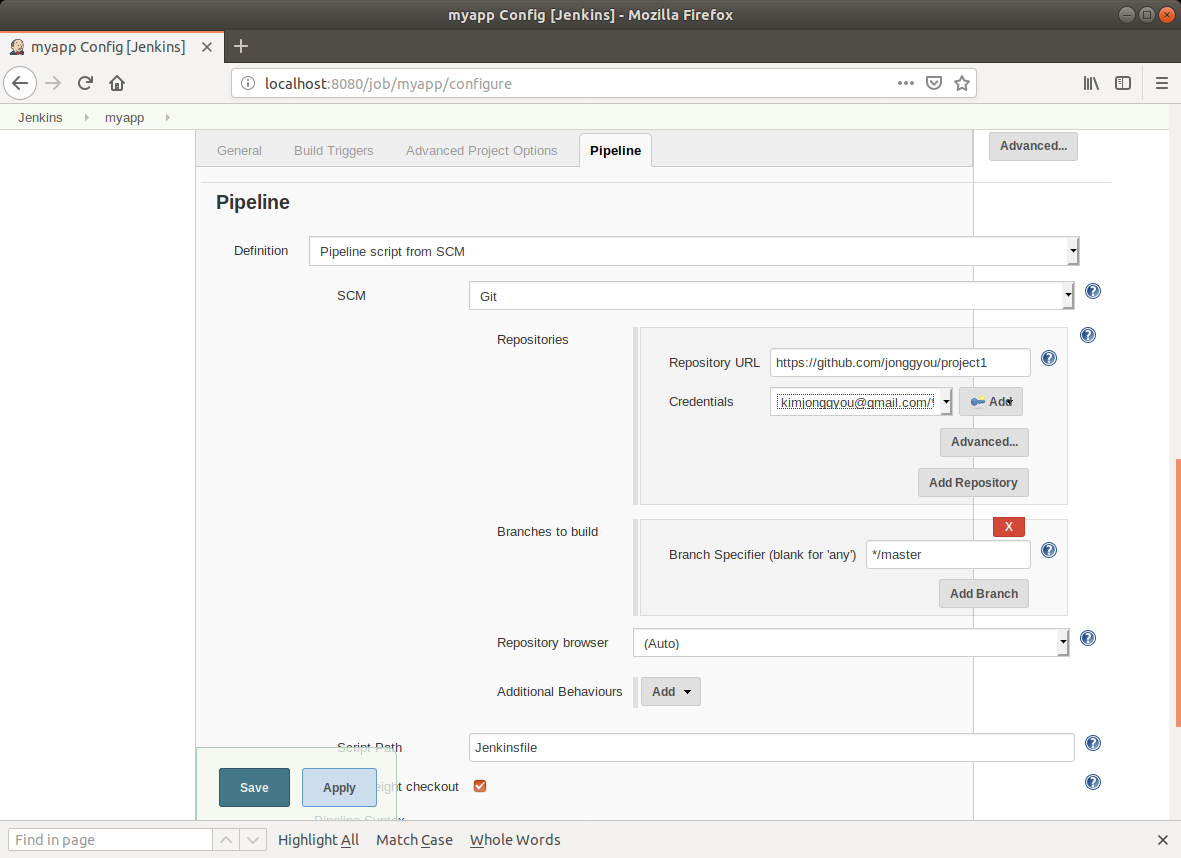 myapp Config [Jenkins] - Mozilla Firefox
myapp Config [Jenkins]
localhost:8080/job/myapp/configure
Jenkins myapp
General Build Triggers Advanced Project Options Pipeline Advanced...
Pipeline
Definition Pipeline script from SCM
SCM Git
Repositories
Repository URL https://github.com/jonggyou/project1
Credentials kimjonggyou@gmail.com/ Add
Advanced...
Add Repository
Branches to build X
Branch Specifier (blank for 'any') */master
Add Branch
Repository browser (Auto)
Additional Behaviours Add
Script Path Jenkinsfile
Save Apply checkout
Pipeline Syntax
Find in page Highlight All Match Case Whole Words